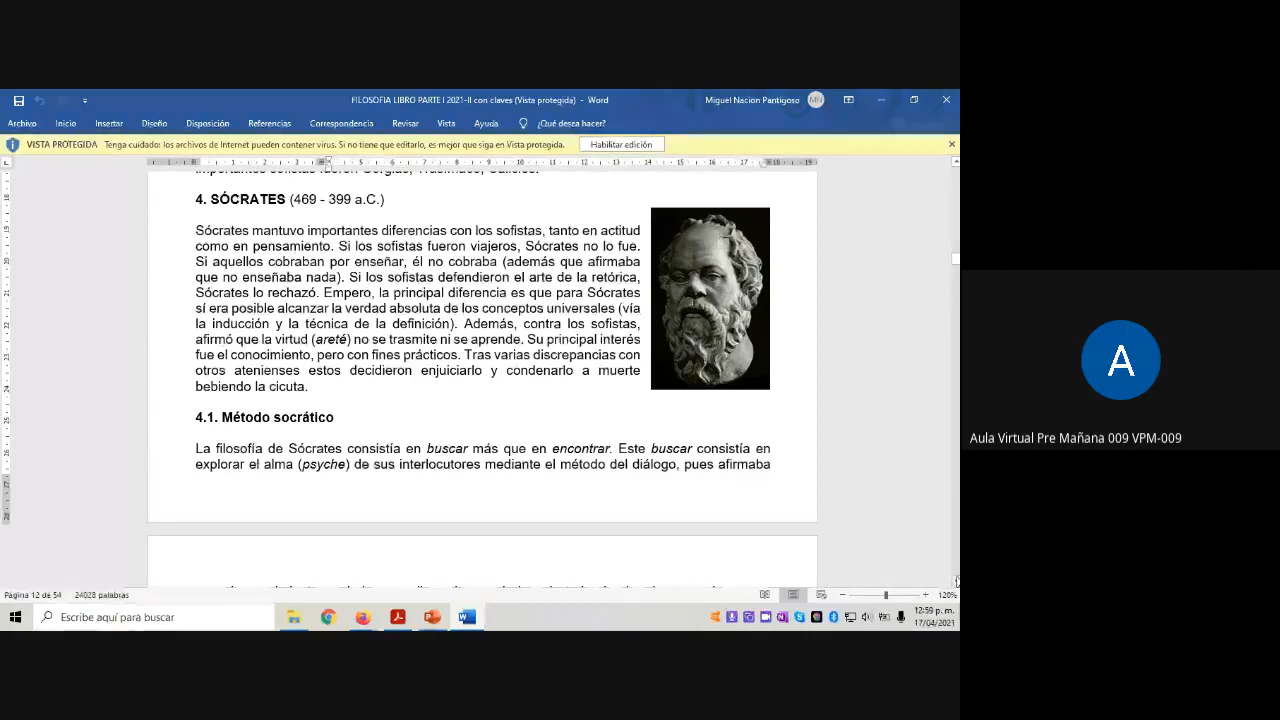 FILOSOFIA LIBRO PARTE I 2021-II con claves (Vista protegida) - Word
Miguel Nacion Pantigoso
MN
Archivo Inicio Insertar Diseño Disposición Referencias Correspondencia Revisar Vista Ayuda ¿Qué desea hacer?
VISTA PROTEGIDA Tenga cuidado: los archivos de Internet pueden contener virus. Si no tiene que editarlo, es mejor que siga en Vista protegida. Habilitar edición
4. SÓCRATES (469 - 399 a.C.)
Sócrates mantuvo importantes diferencias con los sofistas, tanto en actitud
como en pensamiento. Si los sofistas fueron viajeros, Sócrates no lo fue.
Si aquellos cobraban por enseñar, él no cobraba (además que afirmaba
que no enseñaba nada). Si los sofistas defendieron el arte de la retórica,
Sócrates lo rechazó. Empero, la principal diferencia es que para Sócrates
sí era posible alcanzar la verdad absoluta de los conceptos universales (vía
la inducción y la técnica de la definición). Además, contra los sofistas,
afirmó que la virtud (areté) no se trasmite ni se aprende. Su principal interés
fue el conocimiento, pero con fines prácticos. Tras varias discrepancias con
otros atenienses estos decidieron enjuiciarlo y condenarlo a muerte
bebiendo la cicuta.
4.1. Método socrático
La filosofía de Sócrates consistía en buscar más que en encontrar. Este buscar consistía en
explorar el alma (psyche) de sus interlocutores mediante el método del diálogo, pues afirmaba
Página 12 de 54 24028 palabras
120%
Escribe aquí para buscar
12:59 p. m.
17/04/2021
A
Aula Virtual Pre Mañana 009 VPM-009